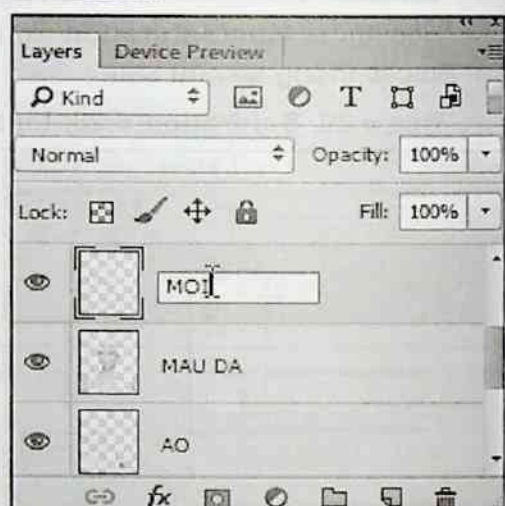 Layers Device Preview
Kind
Normal Opacity: 100%
Lock: Fill: 100%
MOI
MAU DA
AO
fx